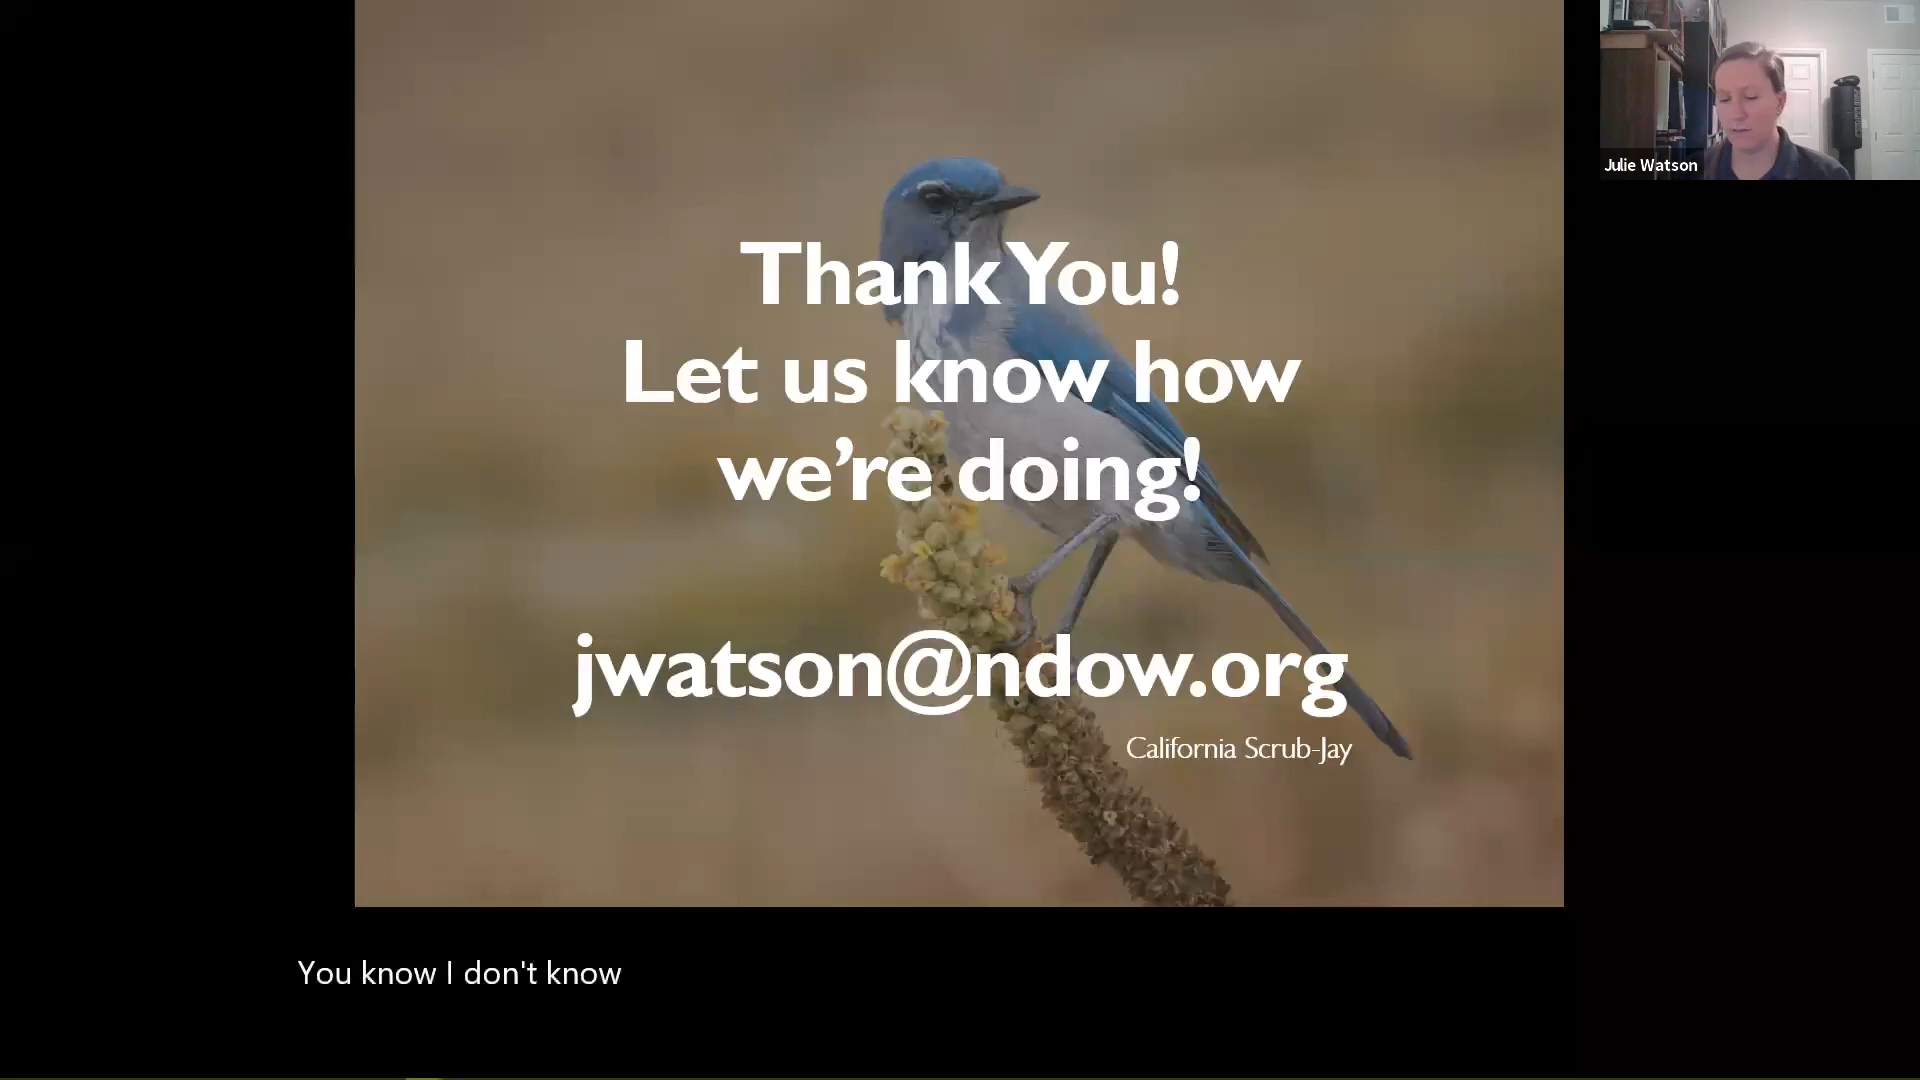 Julie Watson
Thank You!
Let us know how
we're doing!
jwatson@ndow.org
California Scrub-Jay
You know I don't know